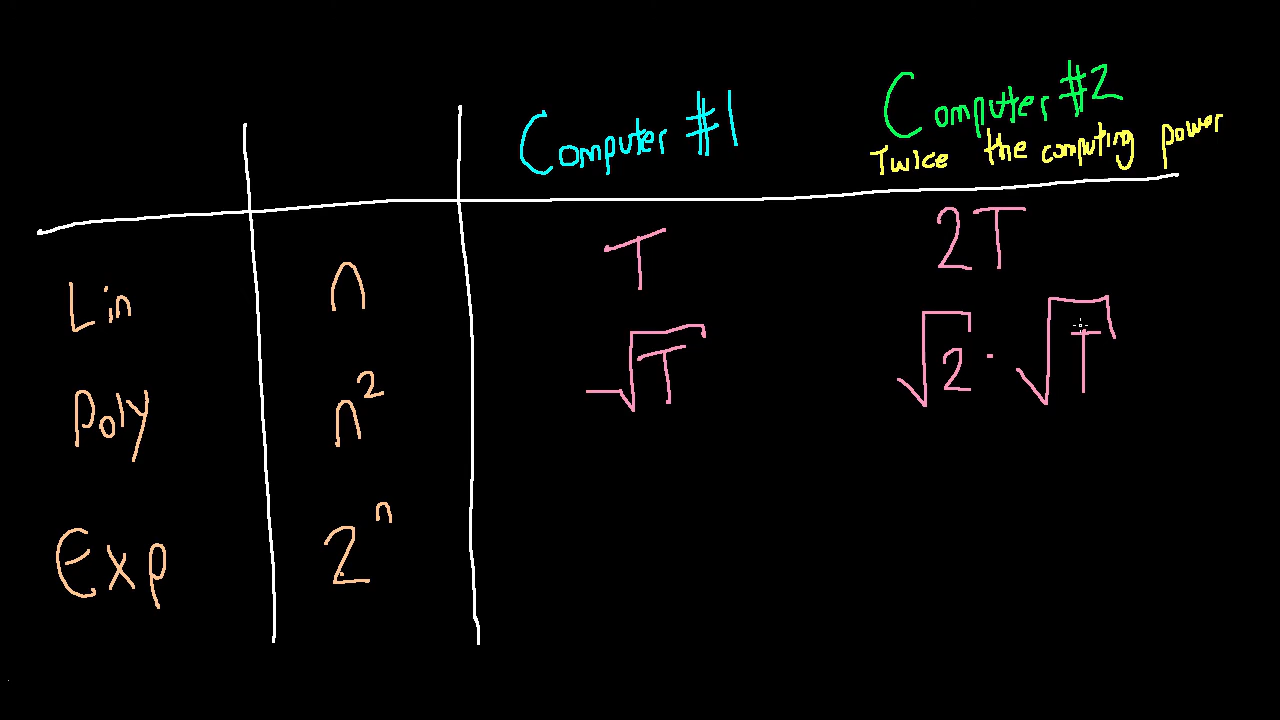 Computer #1
Computer #2
Twice the computing power
Lin n T 2T
Poly n² √T √2 · √T
Exp 2ⁿ